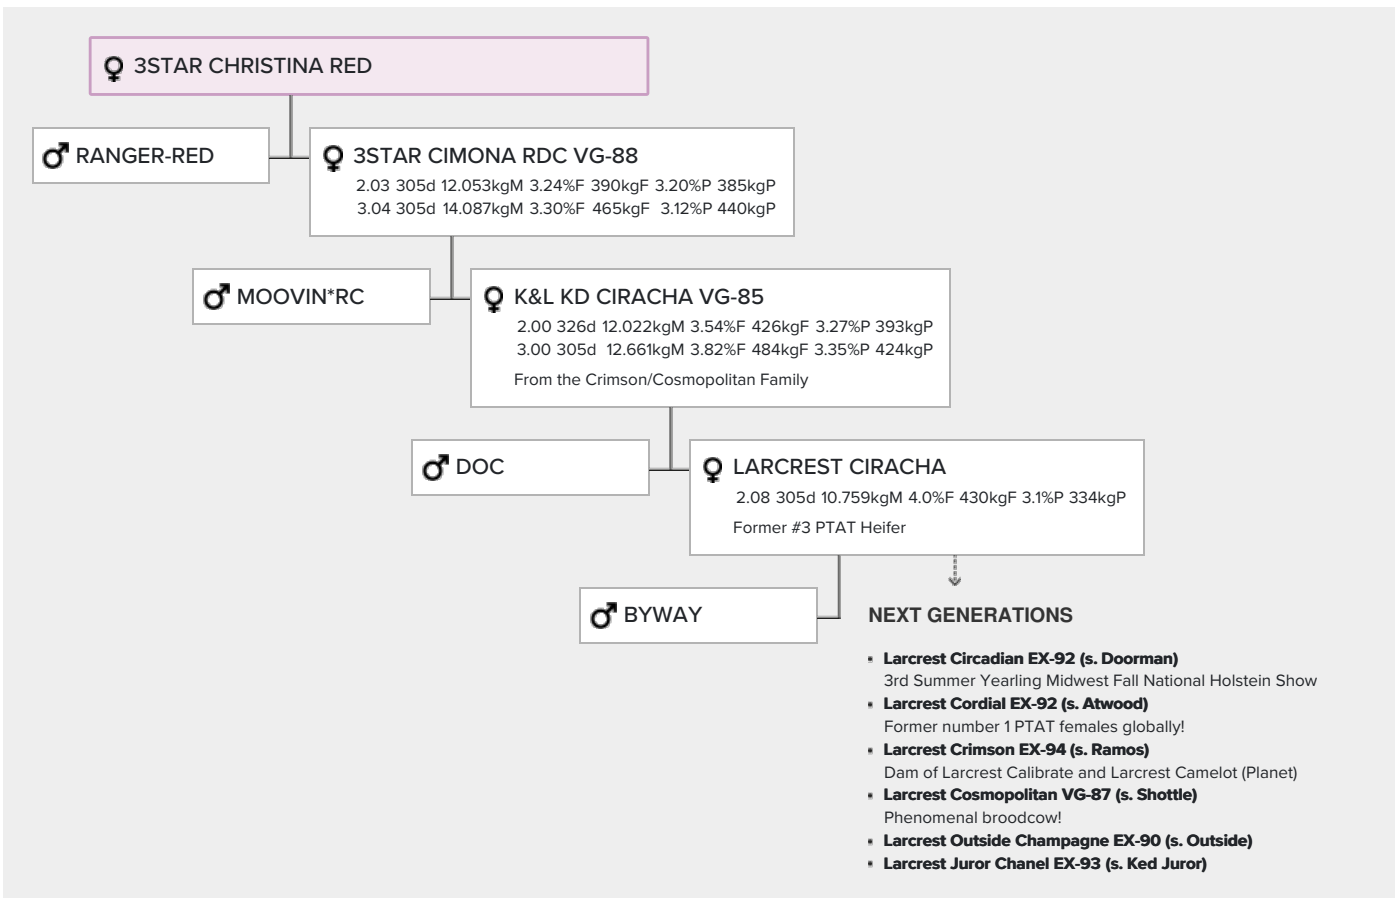 3STAR CHRISTINA RED
RANGER-RED
3STAR CIMONA RDC VG-88
2.03 305d 12.053kgM 3.24%F 390kgF 3.20%P 385kgP
3.04 305d 14.087kgM 3.30%F 465kgF 3.12%P 440kgP
MOOVIN*RC
K&L KD CIRACHA VG-85
2.00 326d 12.022kgM 3.54%F 426kgF 3.27%P 393kgP
3.00 305d 12.661kgM 3.82%F 484kgF 3.35%P 424kgP
From the Crimson/Cosmopolitan Family
DOC
LARCREST CIRACHA
2.08 305d 10.759kgM 4.0%F 430kgF 3.1%P 334kgP
Former #3 PTAT Heifer
BYWAY
NEXT GENERATIONS
Larcrest Circadian EX-92 (s. Doorman)
3rd Summer Yearling Midwest Fall National Holstein Show
Larcrest Cordial EX-92 (s. Atwood)
Former number 1 PTAT females globally!
Larcrest Crimson EX-94 (s. Ramos)
Dam of Larcrest Calibrate and Larcrest Camelot (Planet)
Larcrest Cosmopolitan VG-87 (s. Shottle)
Phenomenal broodcow!
Larcrest Outside Champagne EX-90 (s. Outside)
Larcrest Juror Chanel EX-93 (s. Ked Juror)